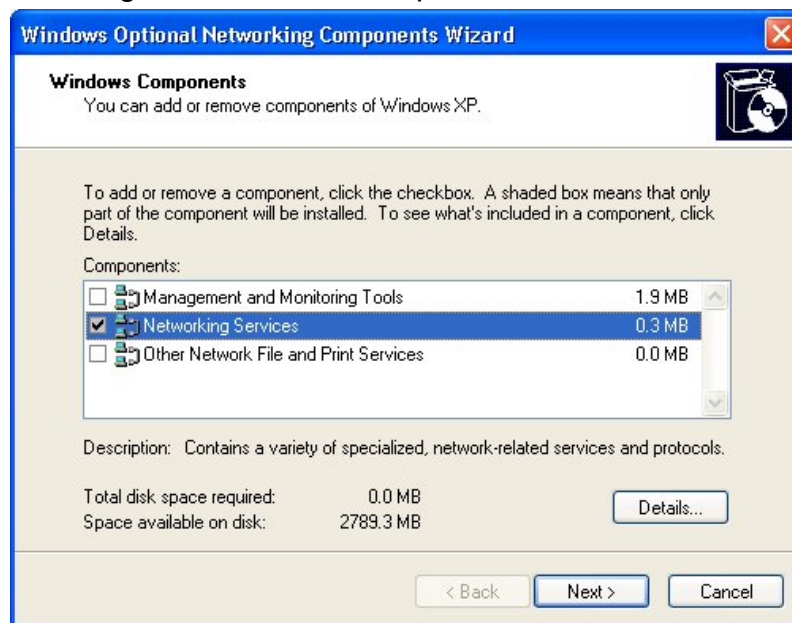 Windows Optional Networking Components Wizard
Windows Components
You can add or remove components of Windows XP.
To add or remove a component, click the checkbox. A shaded box means that only
part of the component will be installed. To see what's included in a component, click
Details.
Components:
Management and Monitoring Tools 1.9 MB
Networking Services 0.3 MB
Other Network File and Print Services 0.0 MB
Description: Contains a variety of specialized, network-related services and protocols.
Total disk space required: 0.0 MB
Space available on disk: 2789.3 MB
Details...
< Back Next > Cancel